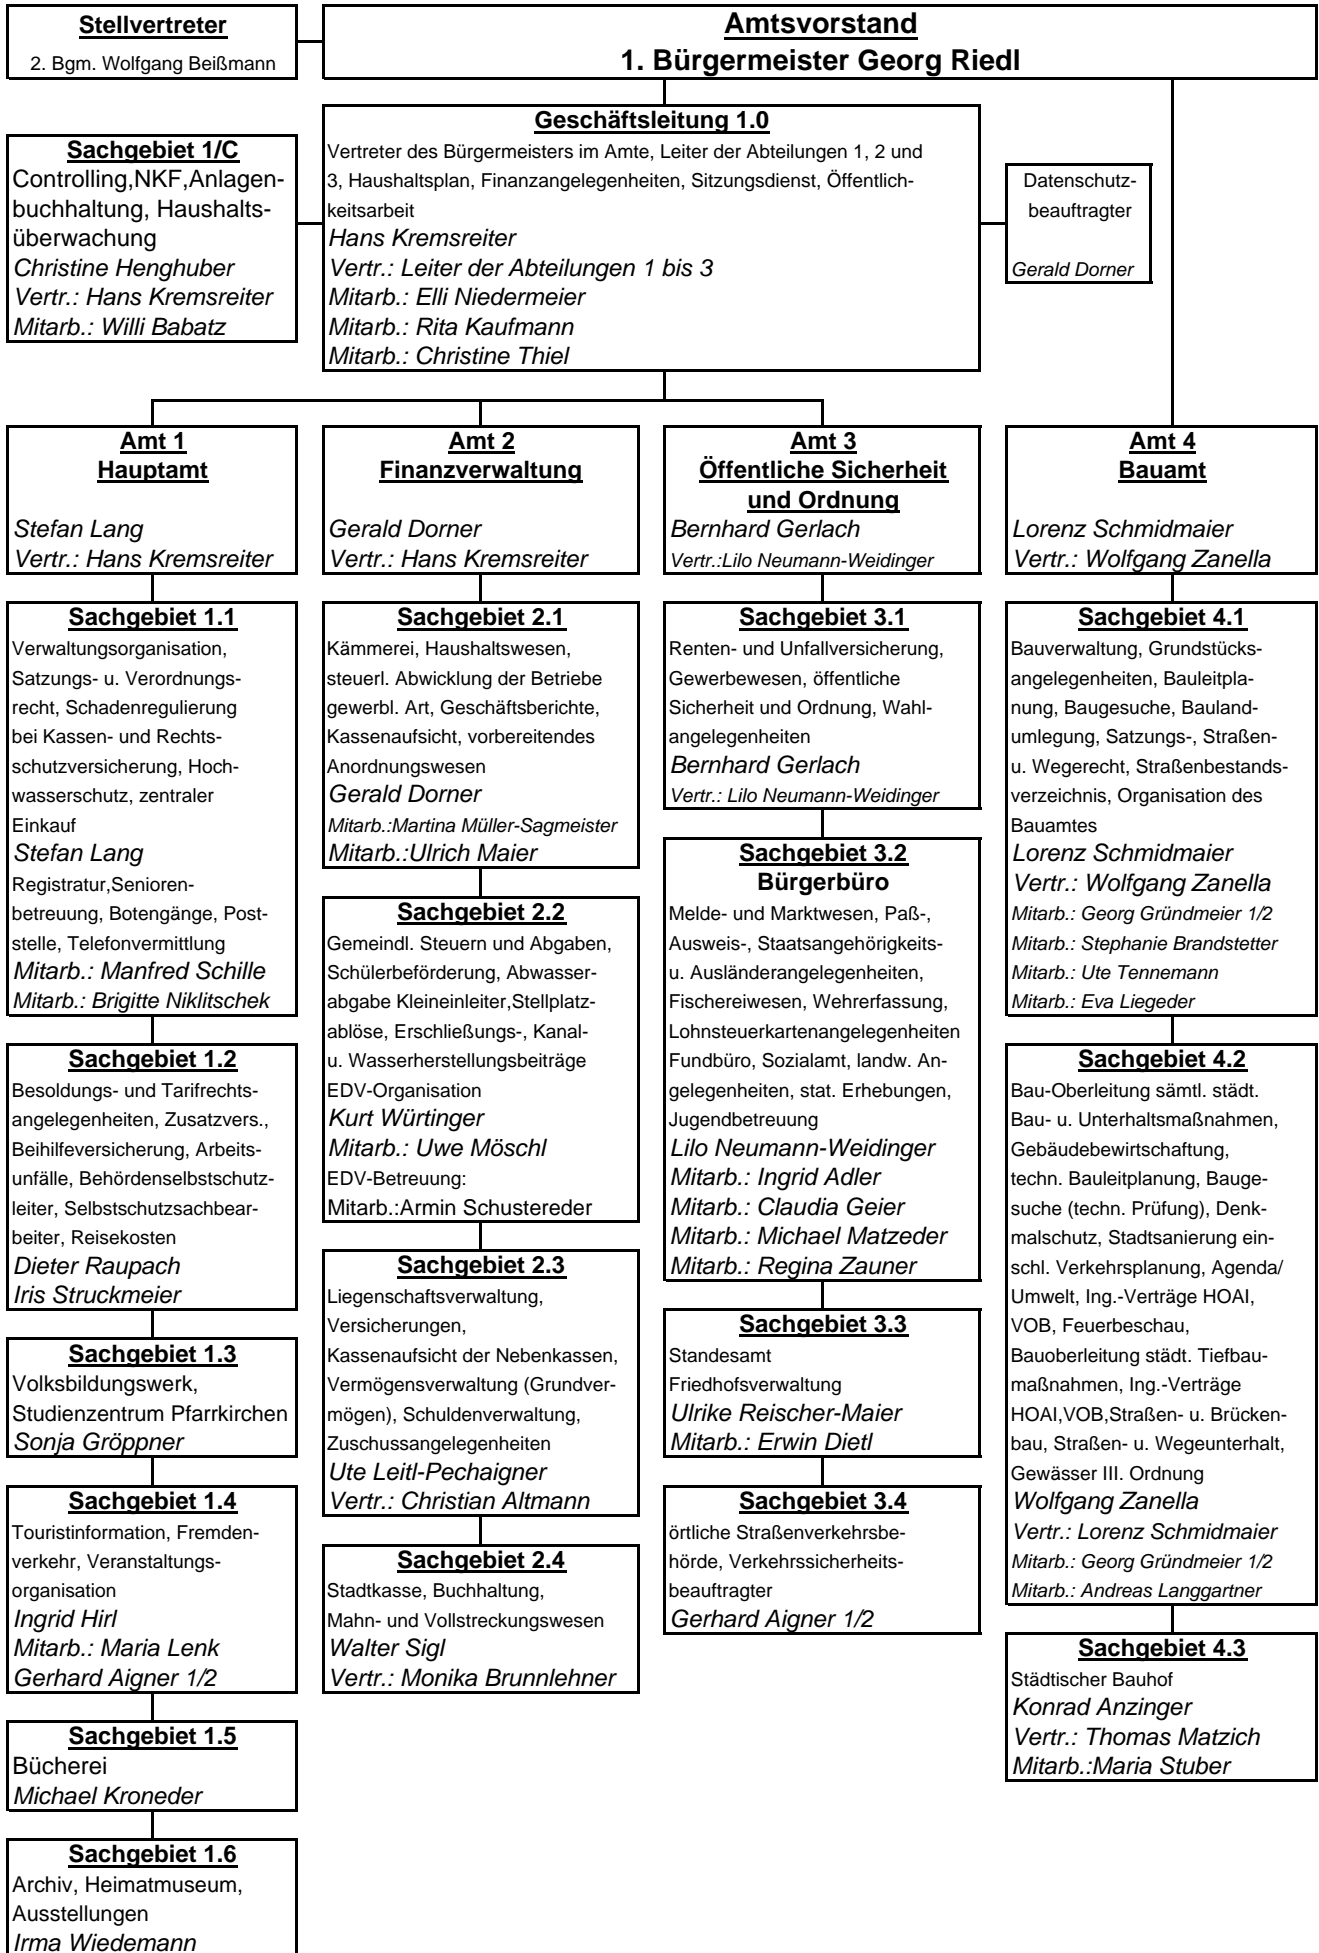 Stellvertreter
2. Bgm. Wolfgang Beißmann
Amtsvorstand
1. Bürgermeister Georg Riedl
Sachgebiet 1/C
Controlling,NKF,Anlagen-
buchhaltung, Haushalts-
überwachung
Christine Henghuber
Vertr.: Hans Kremsreiter
Mitarb.: Willi Babatz
Geschäftsleitung 1.0
Vertreter des Bürgermeisters im Amte, Leiter der Abteilungen 1, 2 und
3, Haushaltsplan, Finanzangelegenheiten, Sitzungsdienst, Öffentlich-
keitsarbeit
Hans Kremsreiter
Vertr.: Leiter der Abteilungen 1 bis 3
Mitarb.: Elli Niedermeier
Mitarb.: Rita Kaufmann
Mitarb.: Christine Thiel
Datenschutz-
beauftragter
Gerald Dorner
Amt 1
Hauptamt
Stefan Lang
Vertr.: Hans Kremsreiter
Sachgebiet 1.1
Verwaltungsorganisation,
Satzungs- u. Verordnungs-
recht, Schadenregulierung
bei Kassen- und Rechts-
schutzversicherung, Hoch-
wasserschutz, zentraler
Einkauf
Stefan Lang
Registratur,Senioren-
betreuung, Botengänge, Post-
stelle, Telefonvermittlung
Mitarb.: Manfred Schille
Mitarb.: Brigitte Niklitschek
Sachgebiet 1.2
Besoldungs- und Tarifrechts-
angelegenheiten, Zusatzvers.,
Beihilfeversicherung, Arbeits-
unfälle, Behördenselbstschutz-
leiter, Selbstschutzsachbear-
beiter, Reisekosten
Dieter Raupach
Iris Struckmeier
Sachgebiet 1.3
Volksbildungswerk,
Studienzentrum Pfarrkirchen
Sonja Gröppner
Sachgebiet 1.4
Touristinformation, Fremden-
verkehr, Veranstaltungs-
organisation
Ingrid Hirl
Mitarb.: Maria Lenk
Gerhard Aigner 1/2
Sachgebiet 1.5
Bücherei
Michael Kroneder
Sachgebiet 1.6
Archiv, Heimatmuseum,
Ausstellungen
Irma Wiedemann
Amt 2
Finanzverwaltung
Gerald Dorner
Vertr.: Hans Kremsreiter
Sachgebiet 2.1
Kämmerei, Haushaltswesen,
steuerl. Abwicklung der Betriebe
gewerbl. Art, Geschäftsberichte,
Kassenaufsicht, vorbereitendes
Anordnungswesen
Gerald Dorner
Mitarb.:Martina Müller-Sagmeister
Mitarb.:Ulrich Maier
Sachgebiet 2.2
Gemeindl. Steuern und Abgaben,
Schülerbeförderung, Abwasser-
abgabe Kleineinleiter,Stellplatz-
ablöse, Erschließungs-, Kanal-
u. Wasserherstellungsbeiträge
EDV-Organisation
Kurt Würtinger
Mitarb.: Uwe Möschl
EDV-Betreuung:
Mitarb.:Armin Schustereder
Sachgebiet 2.3
Liegenschaftsverwaltung,
Versicherungen,
Kassenaufsicht der Nebenkassen,
Vermögensverwaltung (Grundver-
mögen), Schuldenverwaltung,
Zuschussangelegenheiten
Ute Leitl-Pechaigner
Vertr.: Christian Altmann
Sachgebiet 2.4
Stadtkasse, Buchhaltung,
Mahn- und Vollstreckungswesen
Walter Sigl
Vertr.: Monika Brunnlehner
Amt 3
Öffentliche Sicherheit
und Ordnung
Bernhard Gerlach
Vertr.:Lilo Neumann-Weidinger
Sachgebiet 3.1
Renten- und Unfallversicherung,
Gewerbewesen, öffentliche
Sicherheit und Ordnung, Wahl-
angelegenheiten
Bernhard Gerlach
Vertr.: Lilo Neumann-Weidinger
Sachgebiet 3.2
Bürgerbüro
Melde- und Marktwesen, Paß-,
Ausweis-, Staatsangehörigkeits-
u. Ausländerangelegenheiten,
Fischereiwesen, Wehrerfassung,
Lohnsteuerkartenangelegenheiten
Fundbüro, Sozialamt, landw. An-
gelegenheiten, stat. Erhebungen,
Jugendbetreuung
Lilo Neumann-Weidinger
Mitarb.: Ingrid Adler
Mitarb.: Claudia Geier
Mitarb.: Michael Matzeder
Mitarb.: Regina Zauner
Sachgebiet 3.3
Standesamt
Friedhofsverwaltung
Ulrike Reischer-Maier
Mitarb.: Erwin Dietl
Sachgebiet 3.4
örtliche Straßenverkehrsbe-
hörde, Verkehrssicherheits-
beauftragter
Gerhard Aigner 1/2
Amt 4
Bauamt
Lorenz Schmidmaier
Vertr.: Wolfgang Zanella
Sachgebiet 4.1
Bauverwaltung, Grundstücks-
angelegenheiten, Bauleitpla-
nung, Baugesuche, Bauland-
umlegung, Satzungs-, Straßen-
u. Wegerecht, Straßenbestands-
verzeichnis, Organisation des
Bauamtes
Lorenz Schmidmaier
Vertr.: Wolfgang Zanella
Mitarb.: Georg Gründmeier 1/2
Mitarb.: Stephanie Brandstetter
Mitarb.: Ute Tennemann
Mitarb.: Eva Liegeder
Sachgebiet 4.2
Bau-Oberleitung sämtl. städt.
Bau- u. Unterhaltsmaßnahmen,
Gebäudebewirtschaftung,
techn. Bauleitplanung, Bauge-
suche (techn. Prüfung), Denk-
malschutz, Stadtsanierung ein-
schl. Verkehrsplanung, Agenda/
Umwelt, Ing.-Verträge HOAI,
VOB, Feuerbeschau,
Bauoberleitung städt. Tiefbau-
maßnahmen, Ing.-Verträge
HOAI,VOB,Straßen- u. Brücken-
bau, Straßen- u. Wegeunterhalt,
Gewässer III. Ordnung
Wolfgang Zanella
Vertr.: Lorenz Schmidmaier
Mitarb.: Georg Gründmeier 1/2
Mitarb.: Andreas Langgartner
Sachgebiet 4.3
Städtischer Bauhof
Konrad Anzinger
Vertr.: Thomas Matzich
Mitarb.:Maria Stuber